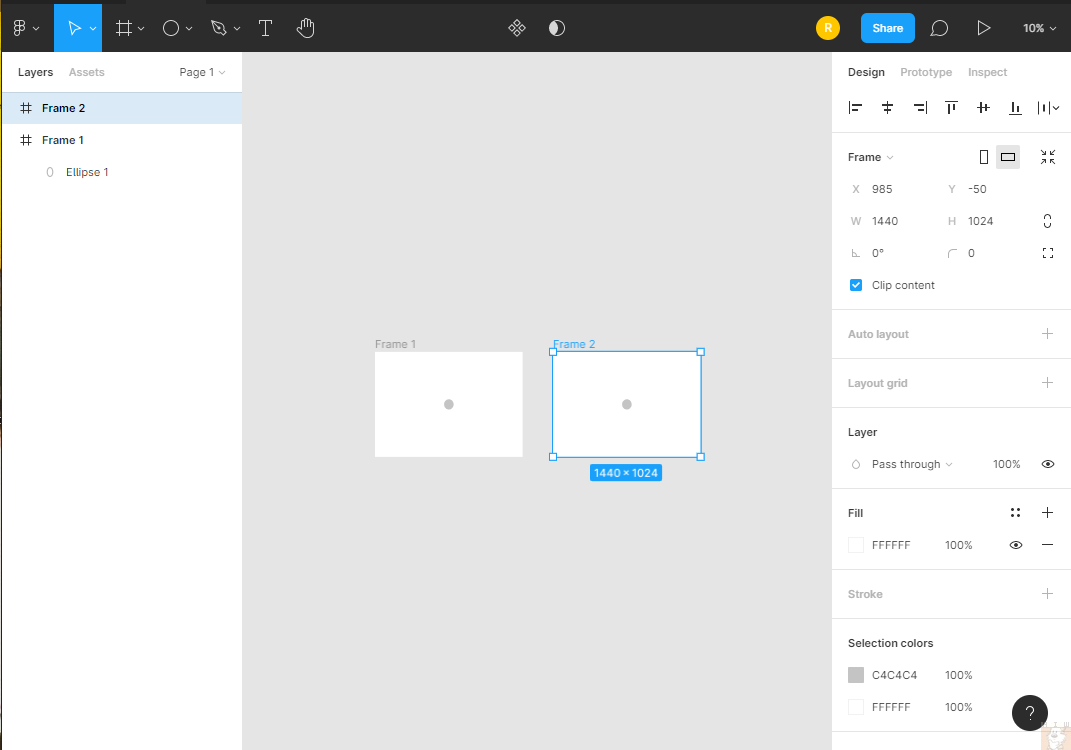 R Share 10%
Layers Assets Page 1
Design Prototype Inspect
Frame 2
Frame 1
Ellipse 1
Frame
X 985 Y -50
W 1440 H 1024
0° 0
Clip content
Auto layout
Layout grid
Layer
Pass through 100%
Fill
FFFFFF 100%
Stroke
Selection colors
C4C4C4 100%
FFFFFF 100%
?
Frame 1 Frame 2
1440 × 1024